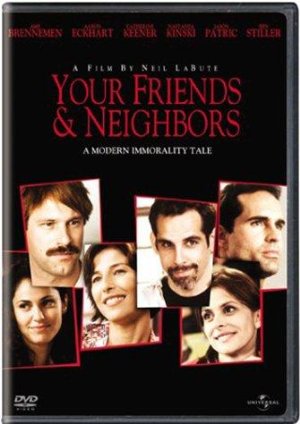 AMY BRENNEMEN AARON ECKHART CATHERINE KEENER NASTASSJA KINSKI JASON PATRIC BEN STILLER
A FILM BY NEIL LABUTE
YOUR FRIENDS
& NEIGHBORS
A MODERN IMMORALITY TALE
DVD
VIDEO
UNIVERSAL